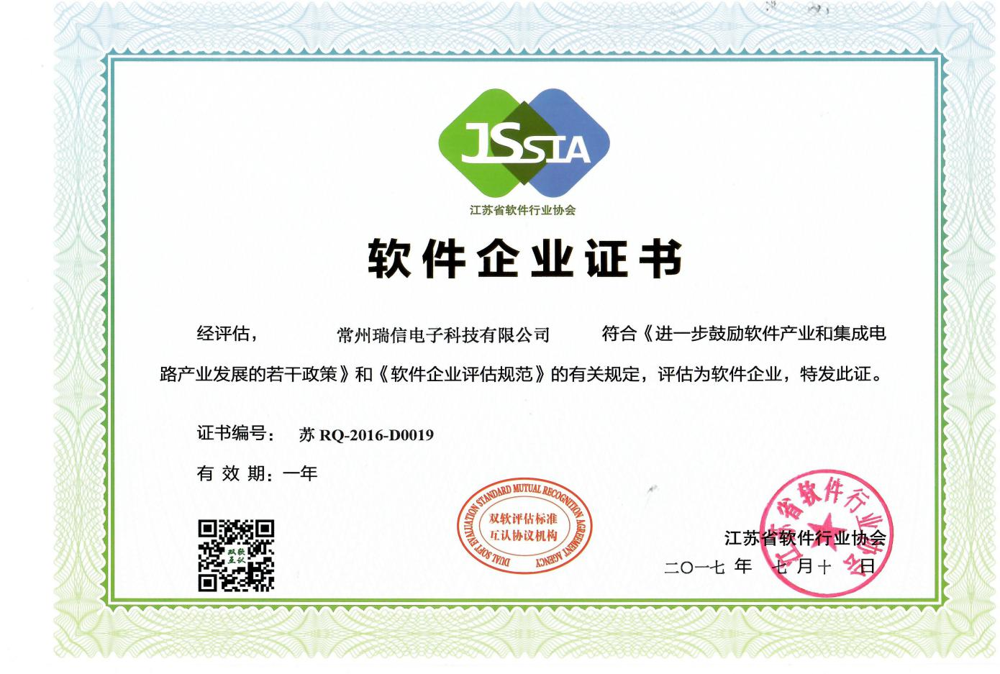 JSSIA
江苏省软件行业协会
软件企业证书
经评估， 常州瑞信电子科技有限公司 符合《进一步鼓励软件产业和集成电
路产业发展的若干政策》和《软件企业评估规范》的有关规定，评估为软件企业，特发此证。
证书编号： 苏 RQ-2016-D0019
有 效 期：一年
双软
互认
DUAL SOFT EVALUATION STANDARD MUTUAL RECOGNITION AGREEMENT AGENCY
双软评估标准
互认协议机构
江苏省软件行业协会
江苏省软件行业协会
二〇一七 年 七 月 十 日